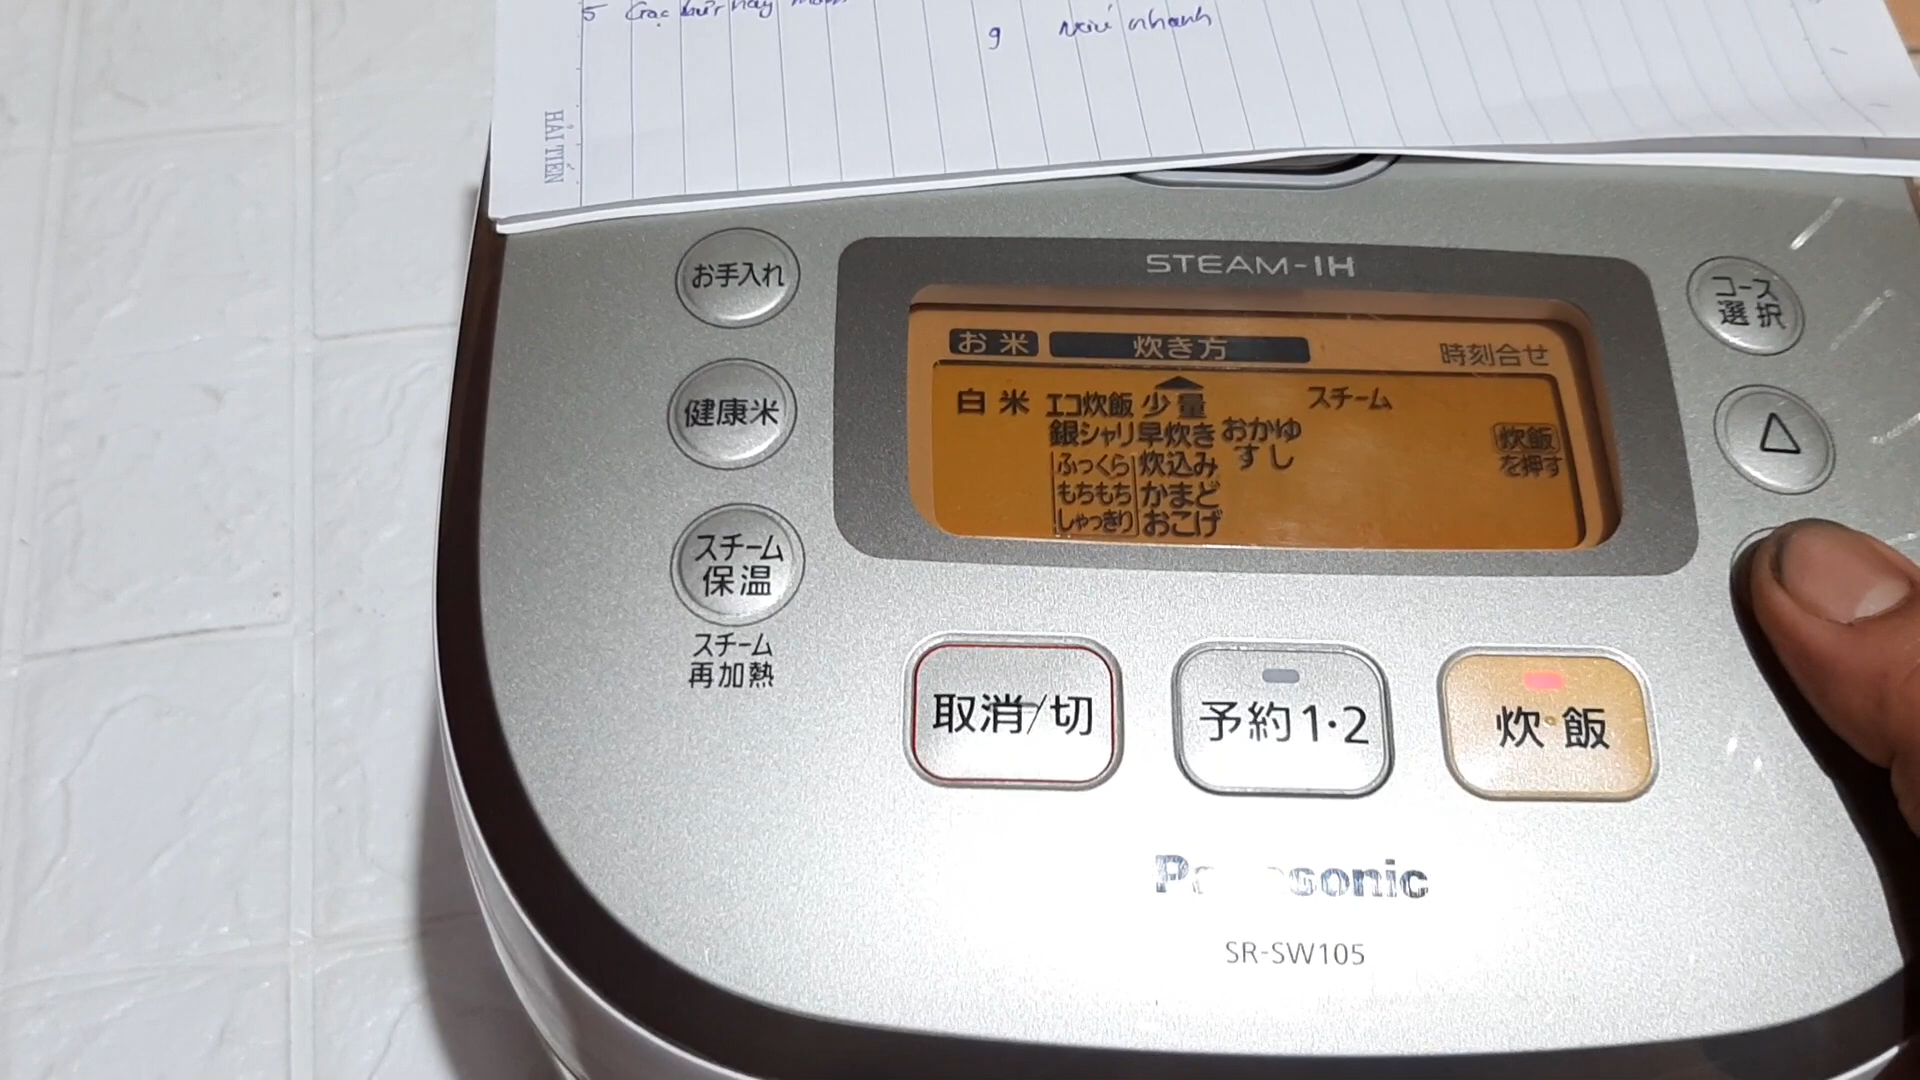 5
9 nhanh
HẢI TIẾN
STEAM-IH
お手入れ
健康米
スチーム
保温
スチーム
再加熱
お米 炊き方 時刻合せ
白米 エコ炊飯 少量 スチーム
銀シャリ 早炊き おかゆ
ふっくら 炊込み すし
もちもち かまど
しゃっきり おこげ
炊飯
を押す
コース
選択
△
取消/切
予約1・2
炊飯
Panasonic
SR-SW105